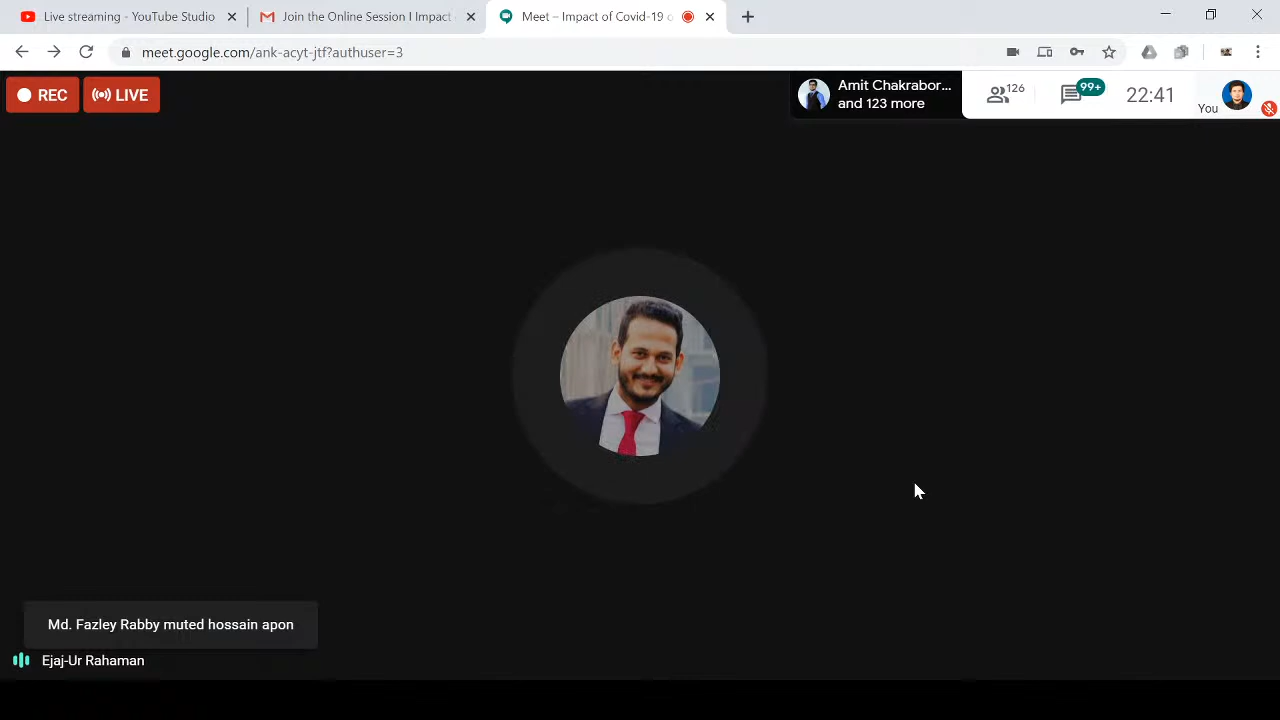 Live streaming - YouTube Studio
Join the Online Session I Impact
Meet – Impact of Covid-19 o
meet.google.com/ank-acyt-jtf?authuser=3
REC
LIVE
Amit Chakrabor...
and 123 more
126
99+
22:41
You
Md. Fazley Rabby muted hossain apon
Ejaj-Ur Rahaman